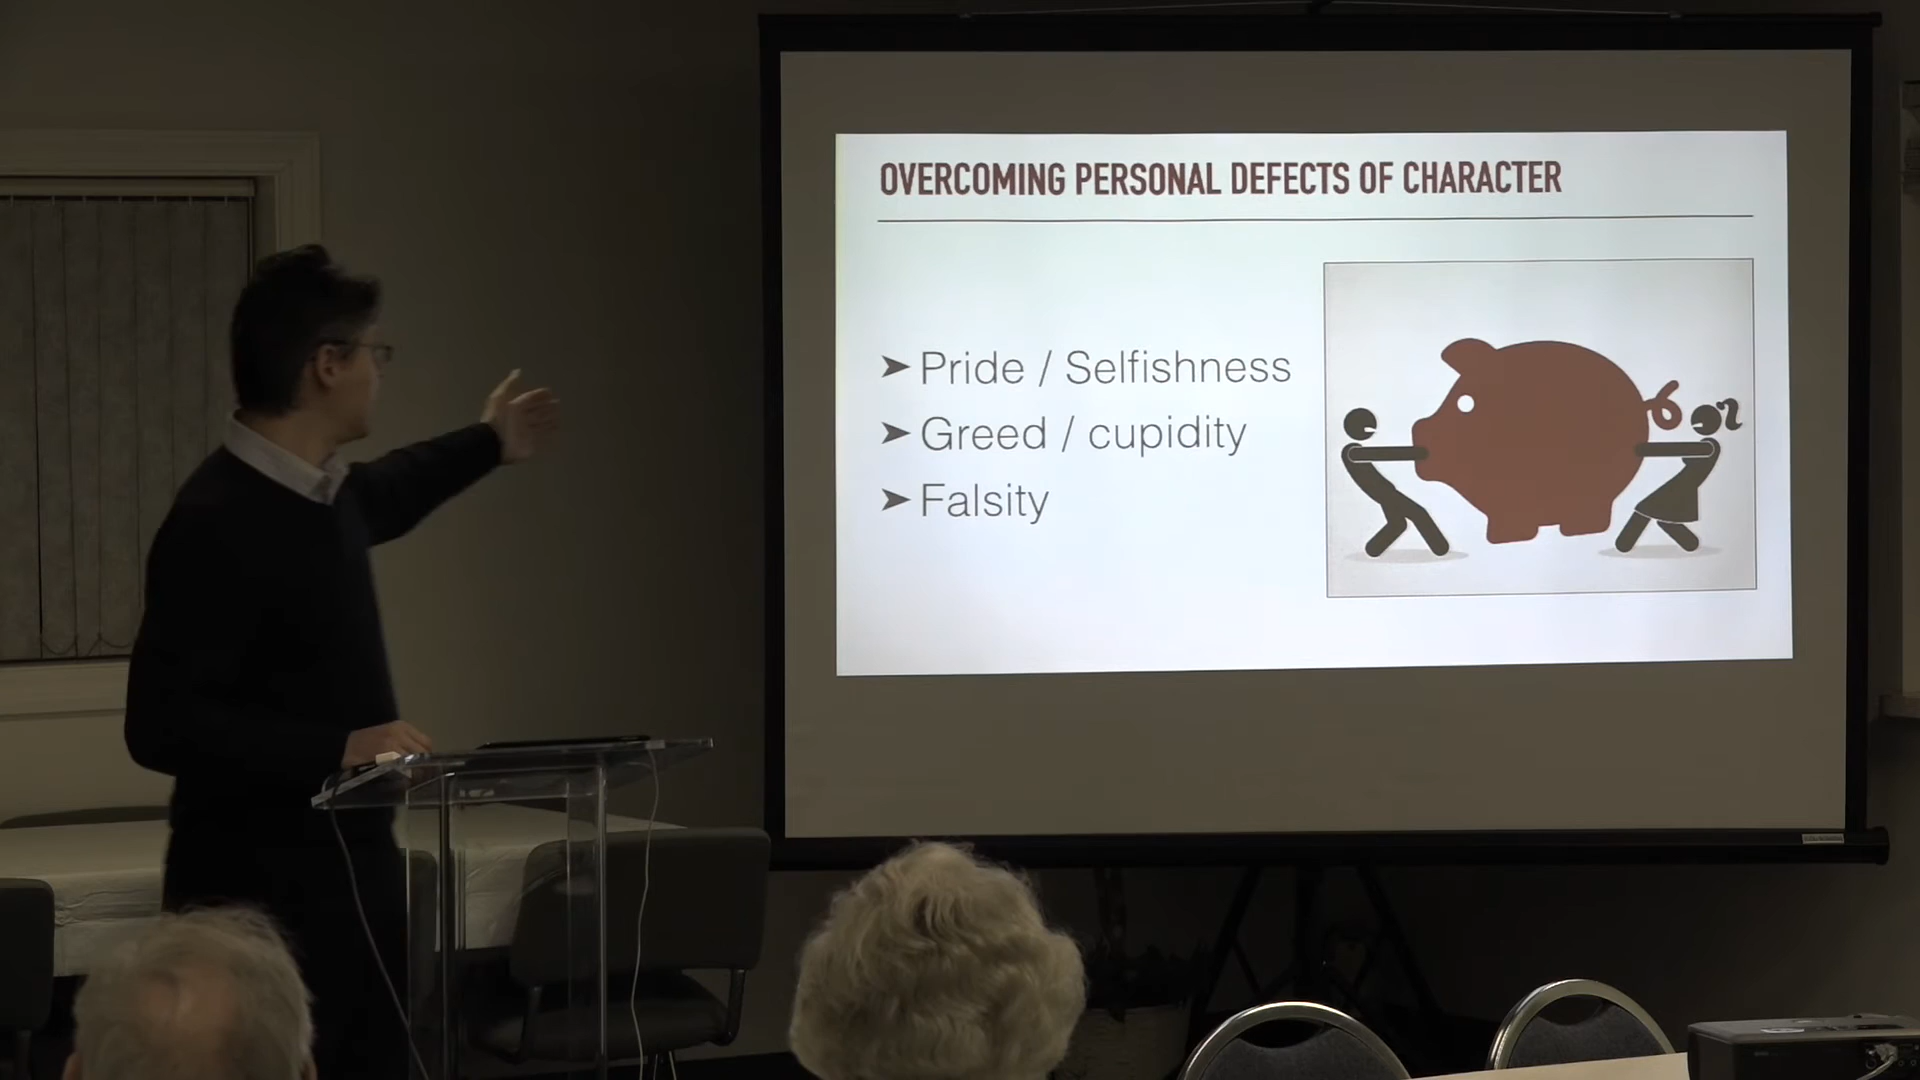 OVERCOMING PERSONAL DEFECTS OF CHARACTER
➤ Pride / Selfishness
➤ Greed / cupidity
➤ Falsity